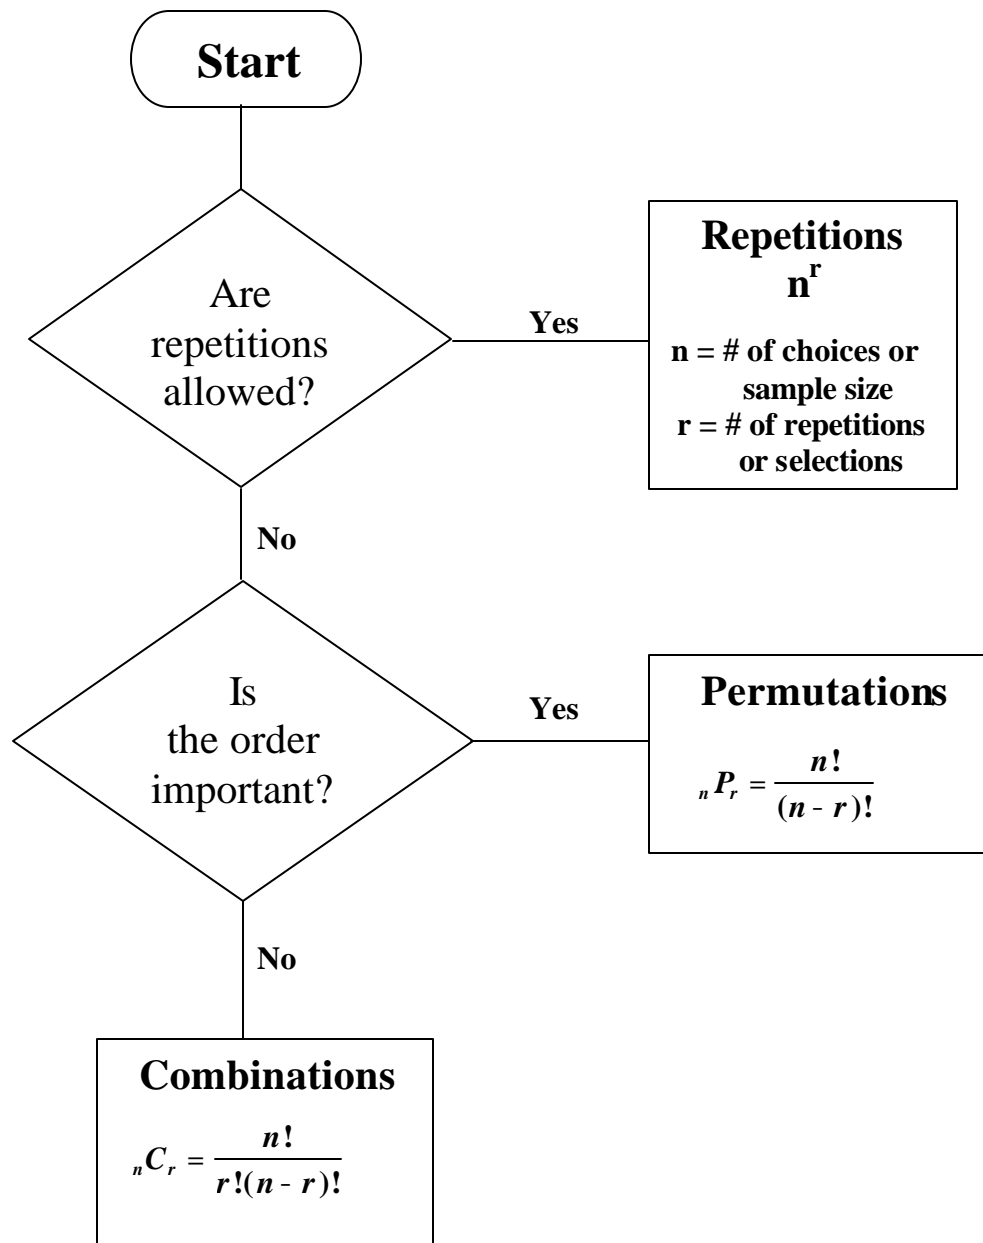 Start
Are
repetitions
allowed?
Yes
Repetitions
n^r
n = # of choices or
sample size
r = # of repetitions
or selections
No
Is
the order
important?
Yes
Permutations
nPr = n! / (n - r)!
No
Combinations
nCr = n! / r!(n - r)!